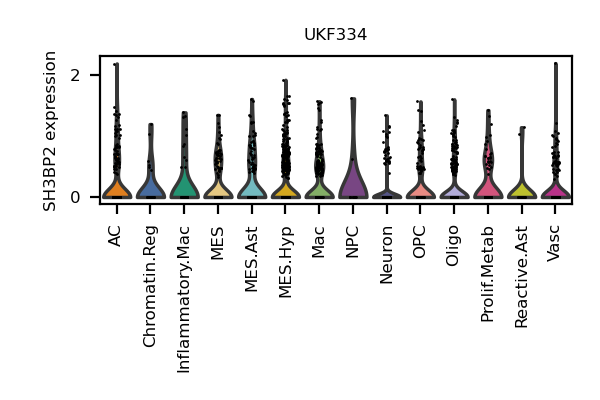 UKF334
SH3BP2 expression
2
0
AC
Chromatin.Reg
Inflammatory.Mac
MES
MES.Ast
MES.Hyp
Mac
NPC
Neuron
OPC
Oligo
Prolif.Metab
Reactive.Ast
Vasc